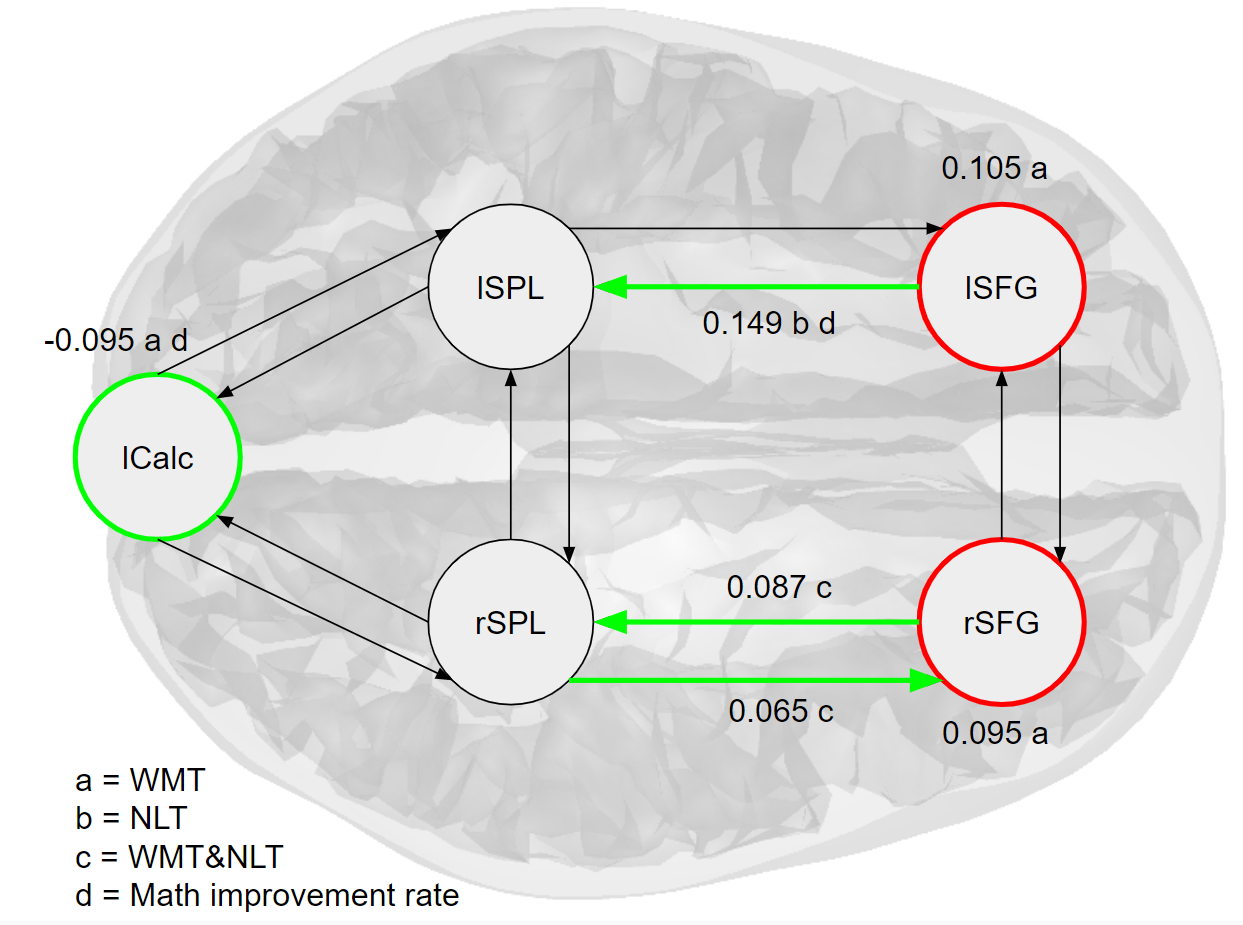 0.105 a
lSPL
lSFG
0.149 b d
-0.095 a d
lCalc
0.087 c
rSPL
rSFG
0.065 c
0.095 a
a = WMT
b = NLT
c = WMT&NLT
d = Math improvement rate